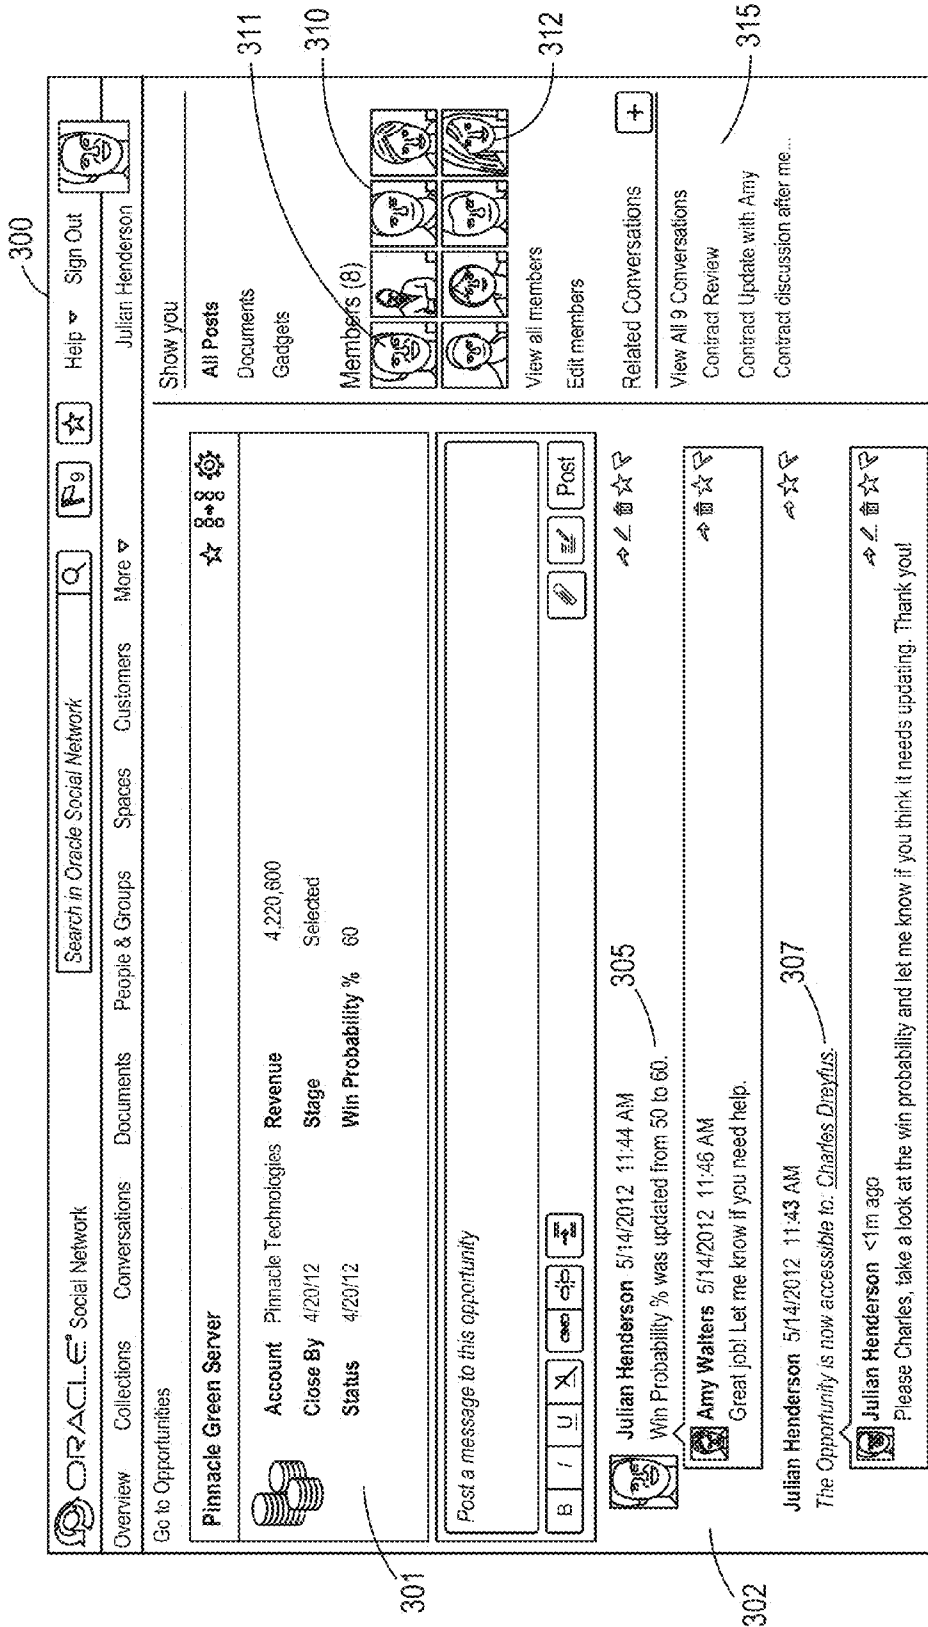 300
ORACLE® Social Network
Search in Oracle Social Network
9
Help
Sign Out
Overview
Collections
Conversations
Documents
People & Groups
Spaces
Customers
More
Julian Henderson
Go to Opportunities
Pinnacle Green Server
Account Pinnacle Technologies Revenue 4,220,600
Close By 4/20/12 Stage Selected
Status 4/20/12 Win Probability % 60
301
Post a message to this opportunity
B I U A
Post
302
Julian Henderson 5/14/2012 11:44 AM
305
Win Probability % was updated from 50 to 60.
Amy Walters 5/14/2012 11:46 AM
Great job! Let me know if you need help.
Julian Henderson 5/14/2012 11:43 AM
307
The Opportunity is now accessible to: Charles Dreyfus.
Julian Henderson <1m ago
Please Charles, take a look at the win probability and let me know if you think it needs updating. Thank you!
Show you
All Posts
Documents
Gadgets
311
310
Members (8)
312
View all members
Edit members
Related Conversations +
View All 9 Conversations
Contract Review
315
Contract Update with Amy
Contract discussion after me...